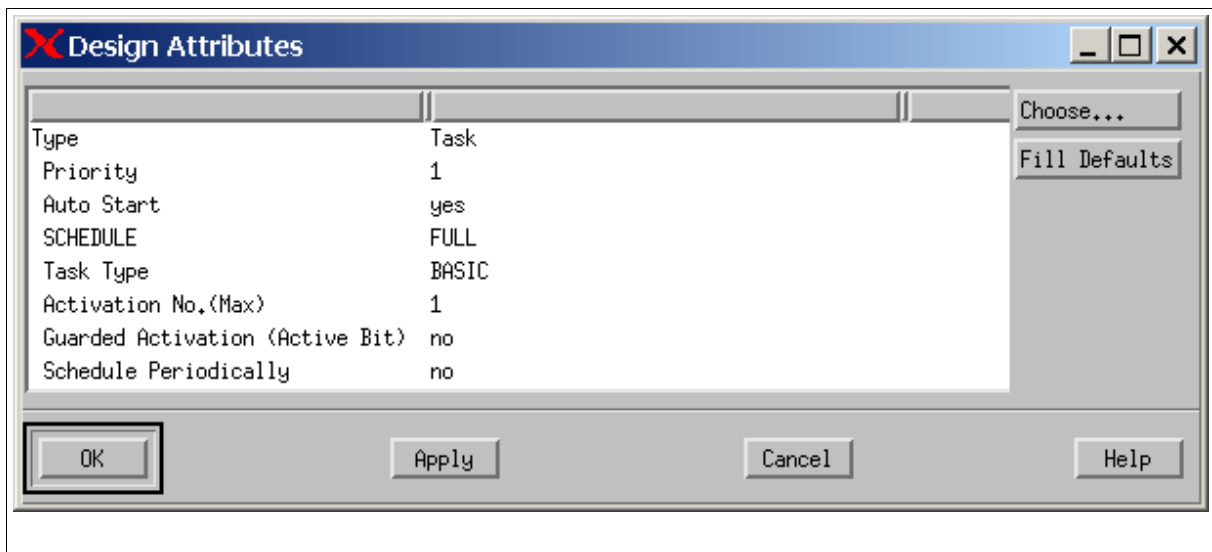 Design Attributes
Choose...
Type Task
Fill Defaults
Priority 1
Auto Start yes
SCHEDULE FULL
Task Type BASIC
Activation No.(Max) 1
Guarded Activation (Active Bit) no
Schedule Periodically no
OK Apply Cancel Help